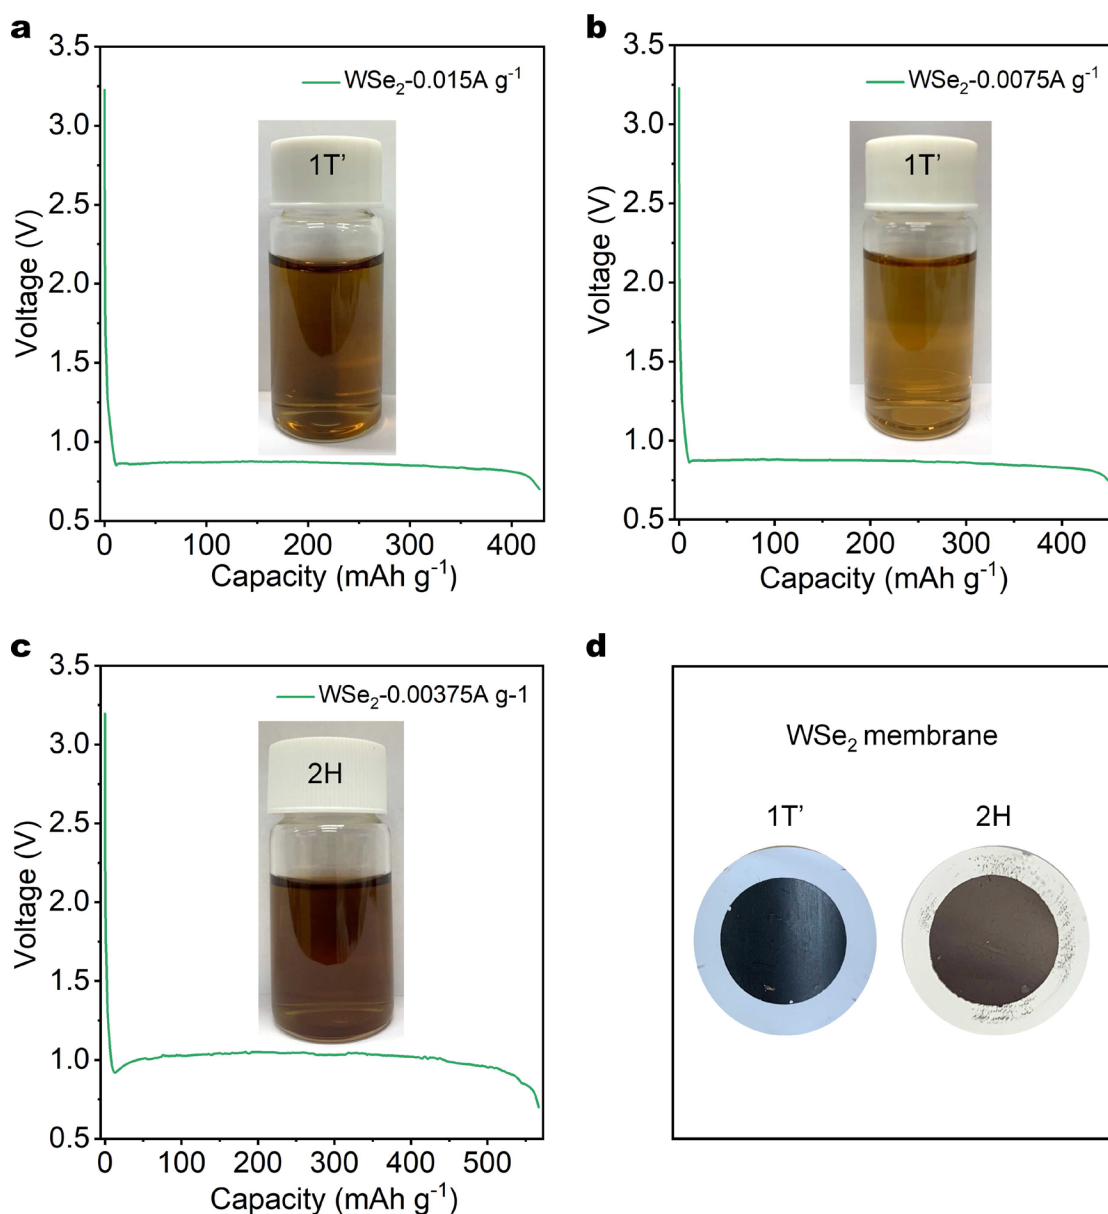 a
3.5
3.0
2.5
2.0
1.5
1.0
0.5
Voltage (V)
WSe₂-0.015A g⁻¹
1T’
0 100 200 300 400
Capacity (mAh g⁻¹)
b
3.5
3.0
2.5
2.0
1.5
1.0
0.5
Voltage (V)
WSe₂-0.0075A g⁻¹
1T’
0 100 200 300 400
Capacity (mAh g⁻¹)
c
3.5
3.0
2.5
2.0
1.5
1.0
0.5
Voltage (V)
WSe₂-0.00375A g-1
2H
0 100 200 300 400 500
Capacity (mAh g⁻¹)
d
WSe₂ membrane
1T’ 2H